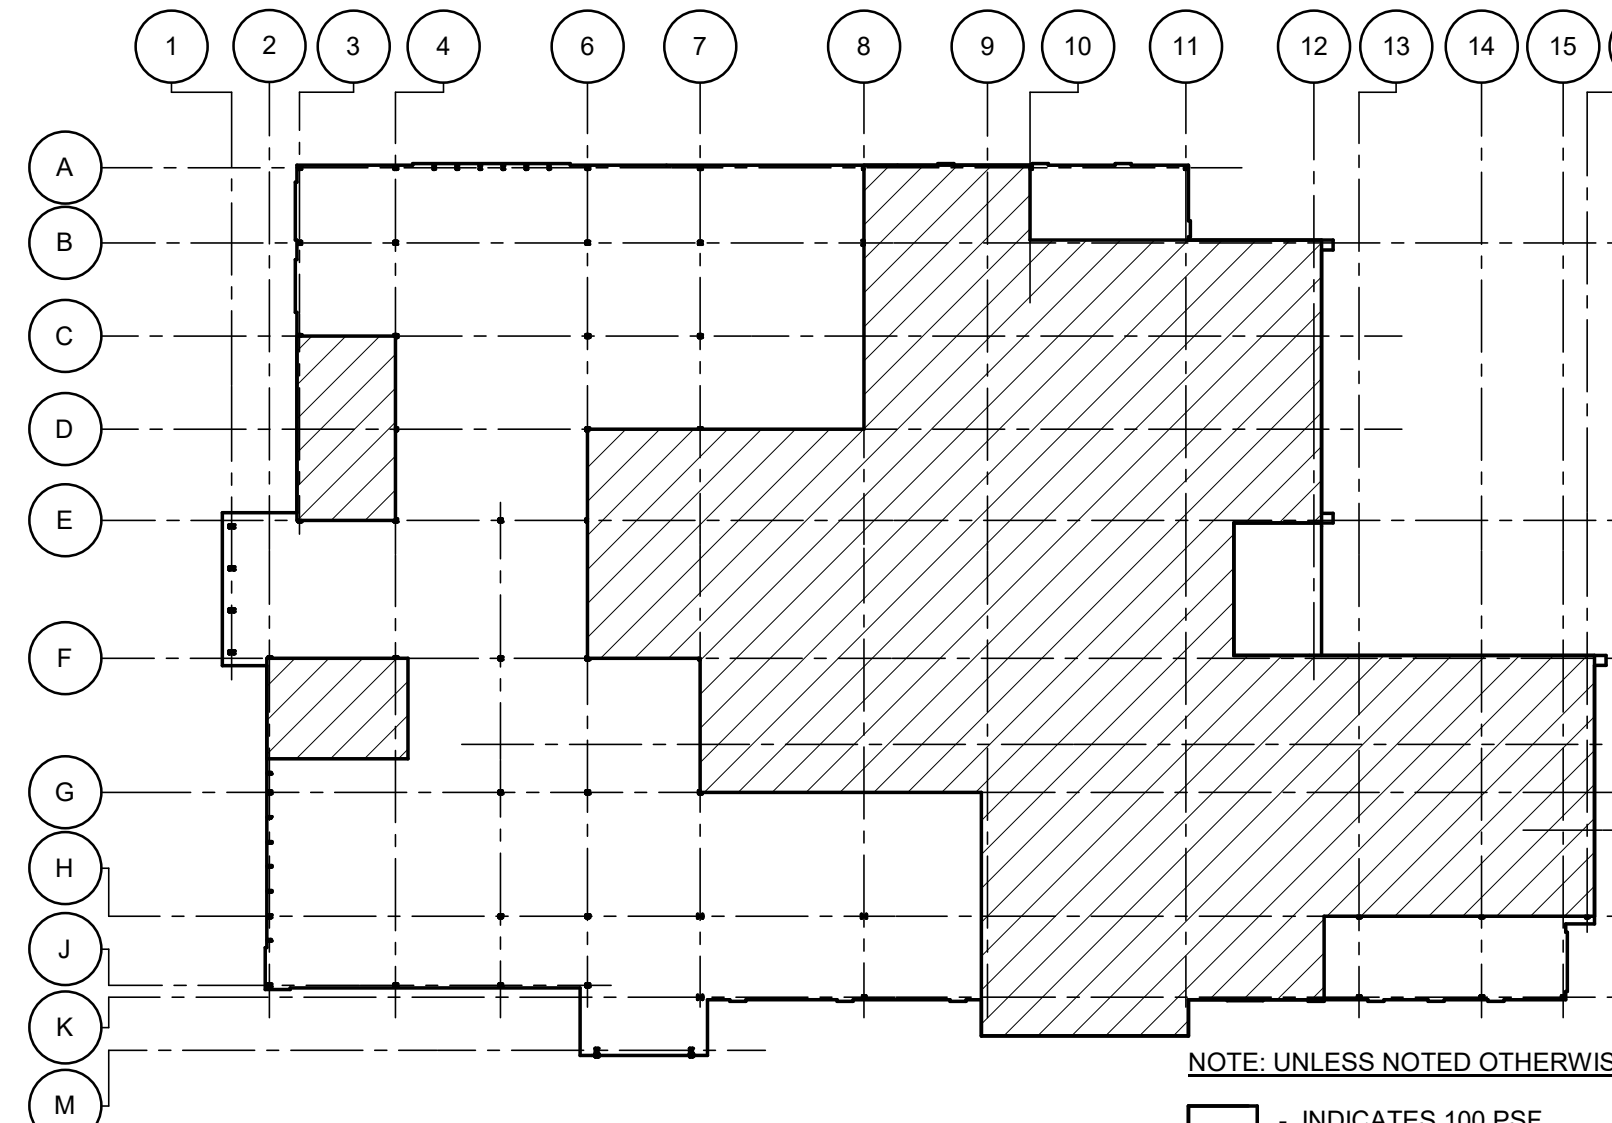 1 2 3 4 6 7 8 9 10 11 12 13 14 15
A
B
C
D
E
F
G
H
J
K
M
NOTE: UNLESS NOTED OTHERWIS
- INDICATES 100 PSF